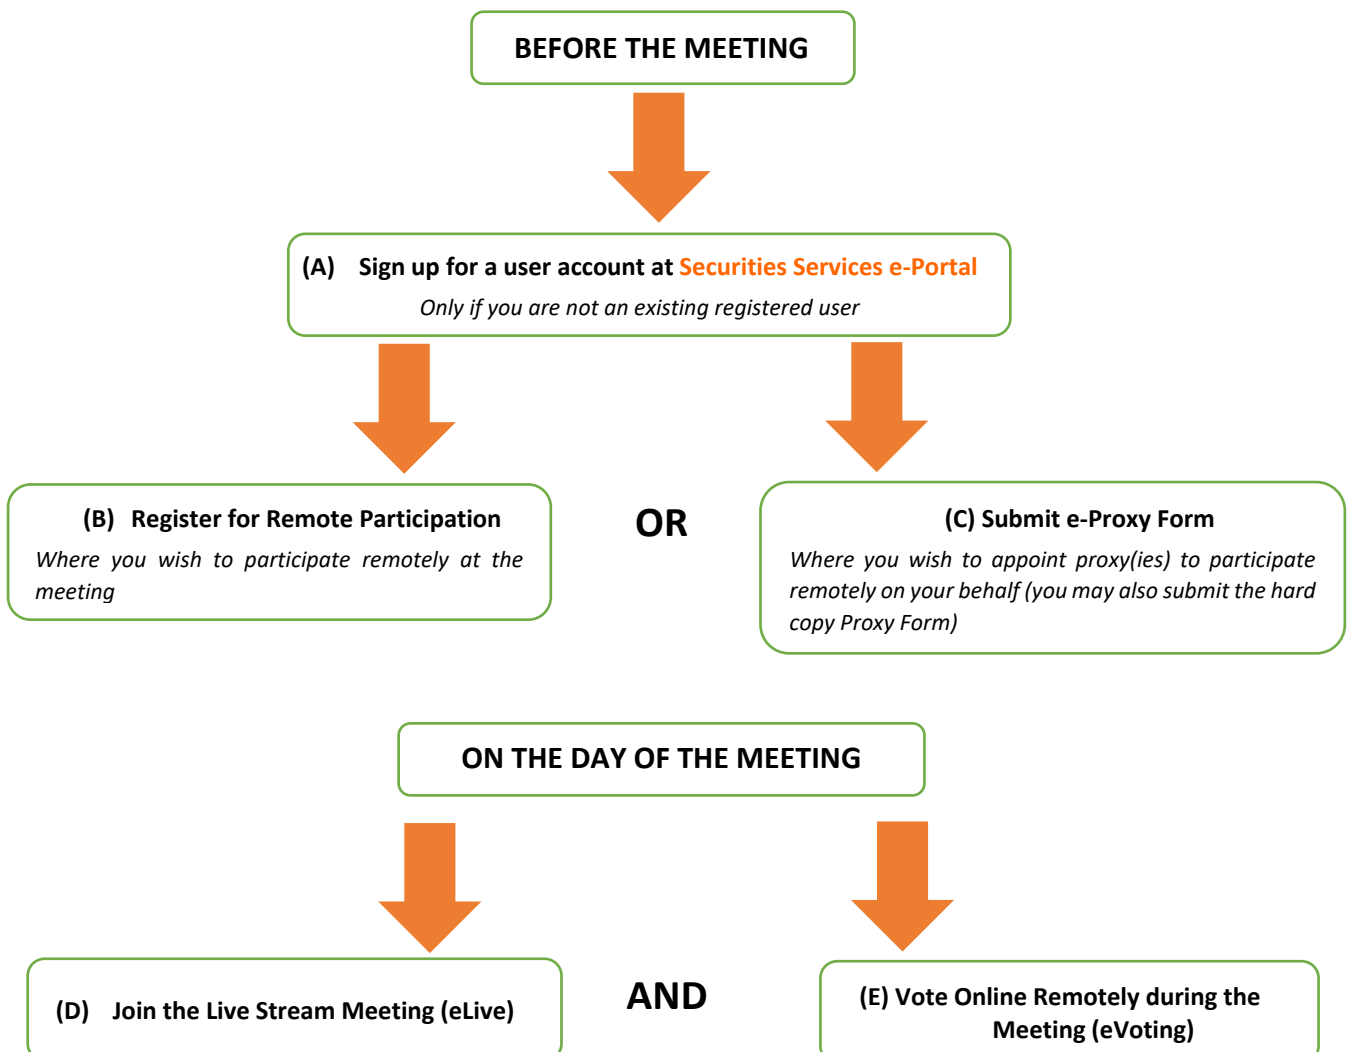 BEFORE THE MEETING
(A) Sign up for a user account at Securities Services e-Portal
Only if you are not an existing registered user
(B) Register for Remote Participation
Where you wish to participate remotely at the
meeting
OR
(C) Submit e-Proxy Form
Where you wish to appoint proxy(ies) to participate
remotely on your behalf (you may also submit the hard
copy Proxy Form)
ON THE DAY OF THE MEETING
(D) Join the Live Stream Meeting (eLive)
AND
(E) Vote Online Remotely during the
Meeting (eVoting)